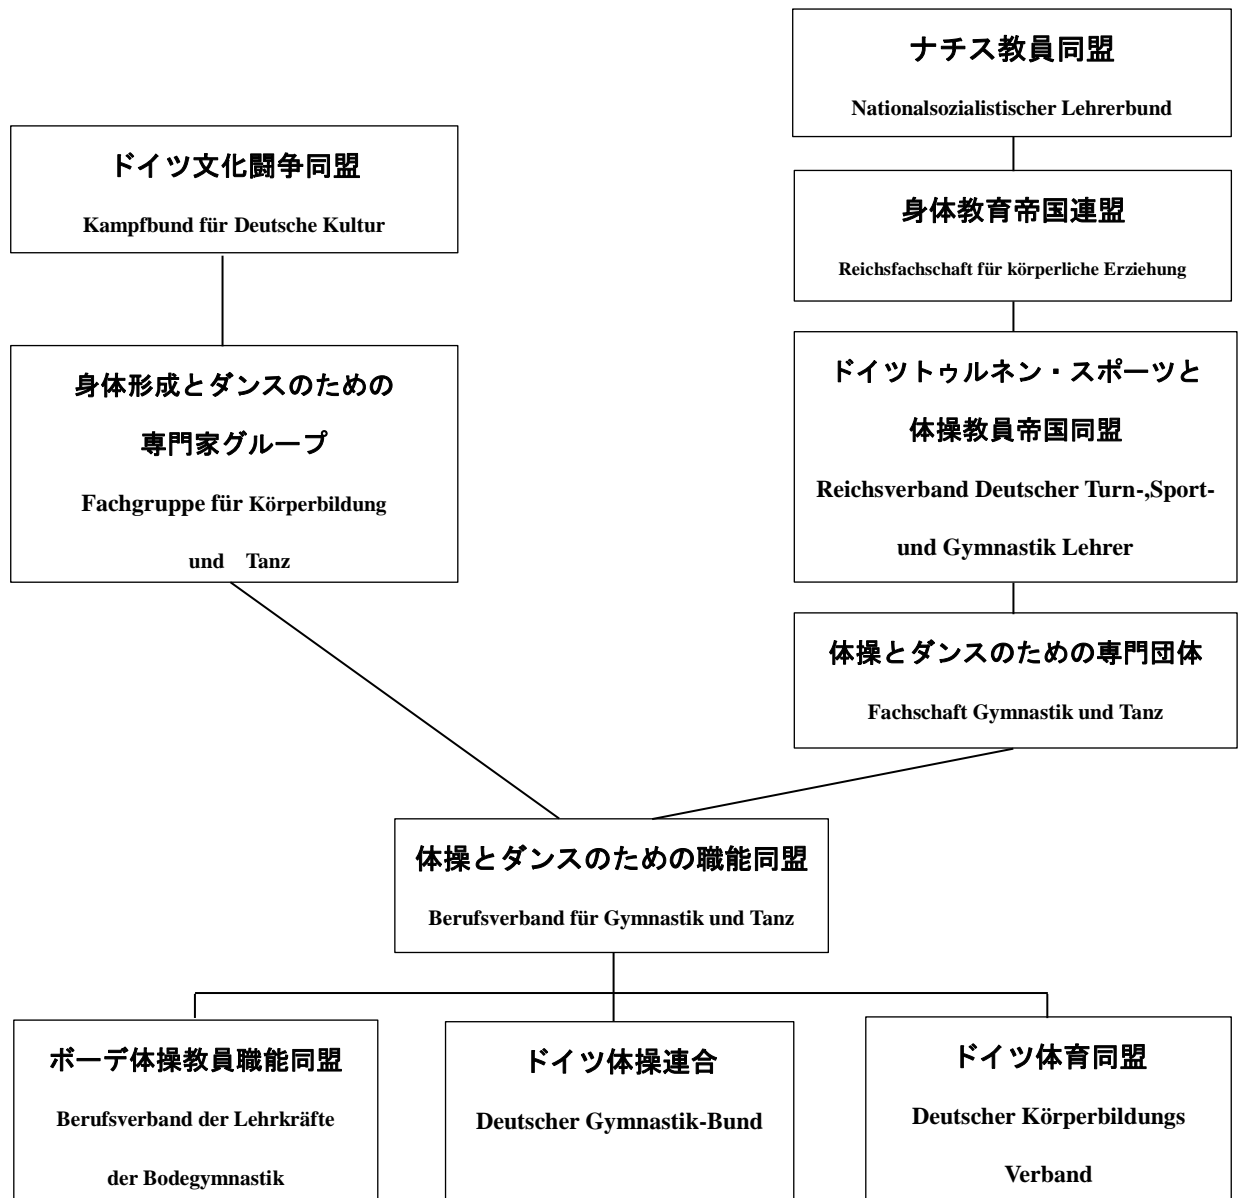 ナチス教員同盟
Nationalsozialistischer Lehrerbund
ドイツ文化闘争同盟
Kampfbund für Deutsche Kultur
身体教育帝国連盟
Reichsfachschaft für körperliche Erziehung
身体形成とダンスのための
専門家グループ
Fachgruppe für Körperbildung
und Tanz
ドイツトゥルネン・スポーツと
体操教員帝国同盟
Reichsverband Deutscher Turn-,Sport-
und Gymnastik Lehrer
体操とダンスのための専門団体
Fachschaft Gymnastik und Tanz
体操とダンスのための職能同盟
Berufsverband für Gymnastik und Tanz
ボーデ体操教員職能同盟
Berufsverband der Lehrkräfte
der Bodegymnastik
ドイツ体操連合
Deutscher Gymnastik-Bund
ドイツ体育同盟
Deutscher Körperbildungs
Verband